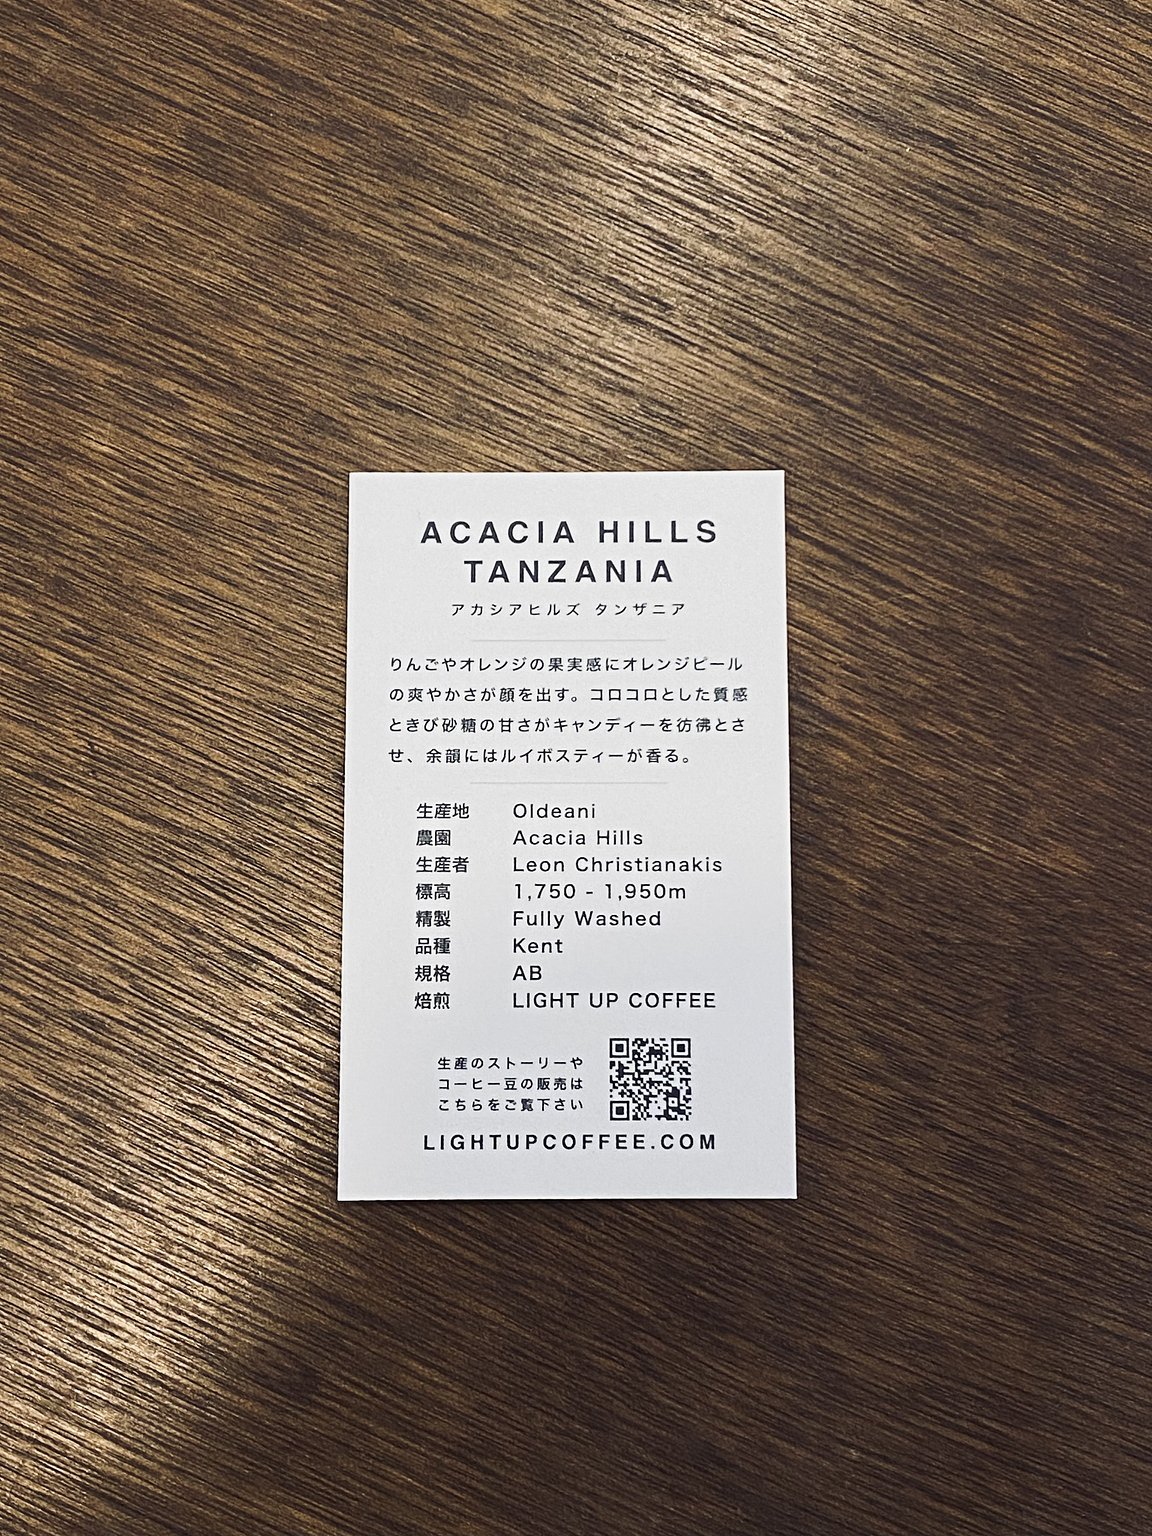 ACACIA HILLS
TANZANIA
アカシアヒルズ タンザニア
りんごやオレンジの果実感にオレンジピール
の爽やかさが顔を出す。コロコロとした質感
ときび砂糖の甘さがキャンディーを彷彿とさ
せ、余韻にはルイボスティーが香る。
生産地 Oldeani
農園 Acacia Hills
生産者 Leon Christianakis
標高 1,750 - 1,950m
精製 Fully Washed
品種 Kent
規格 AB
焙煎 LIGHT UP COFFEE
生産のストーリーや
コーヒー豆の販売は
こちらをご覧下さい
LIGHTUPCOFFEE.COM